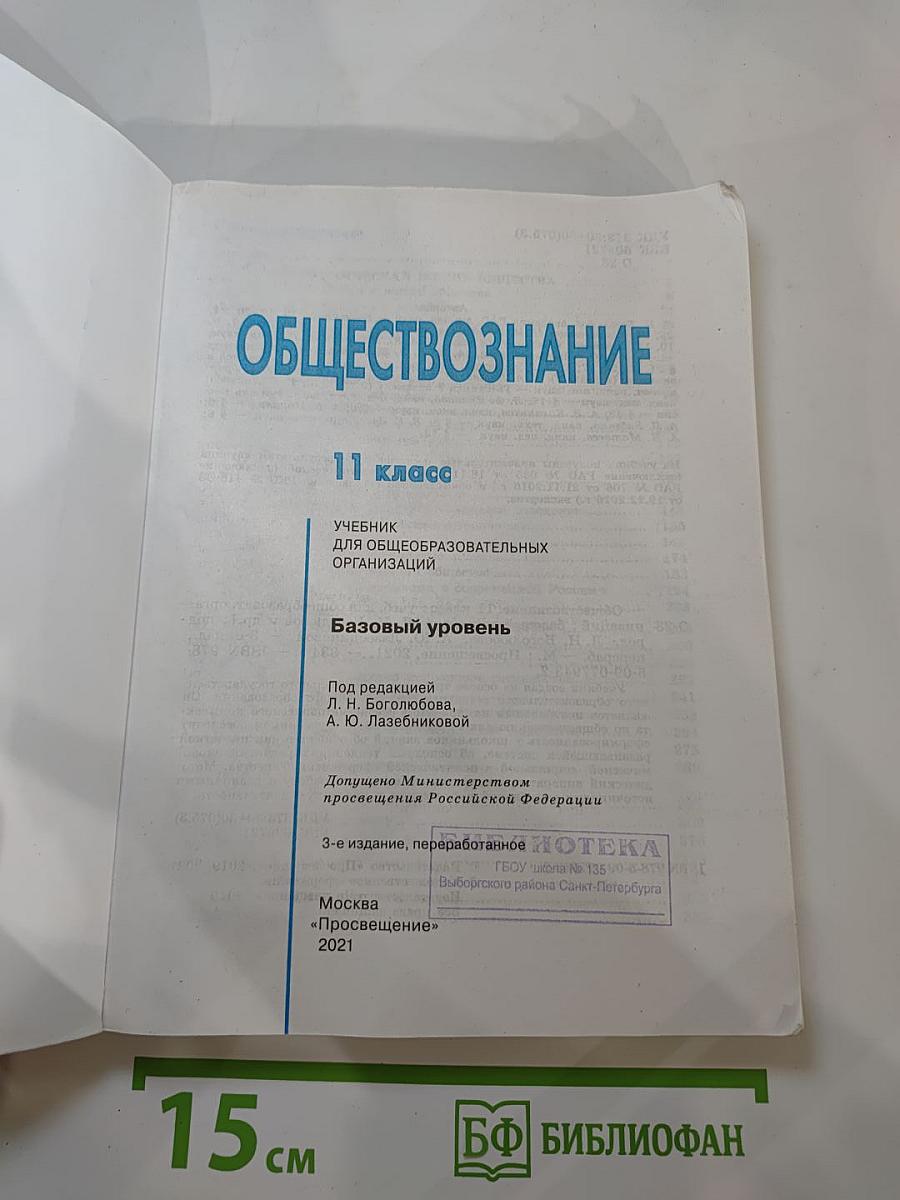 ОБЩЕСТВОЗНАНИЕ
11 класс
УЧЕБНИК
ДЛЯ ОБЩЕОБРАЗОВАТЕЛЬНЫХ
ОРГАНИЗАЦИЙ
Базовый уровень
Под редакцией
Л. Н. Боголюбова,
А. Ю. Лазебниковой
Допущено Министерством
просвещения Российской Федерации
3-е издание, переработанное
БИБЛИОТЕКА
ГБОУ школа № 135
Выборгского района Санкт-Петербурга
Москва
«Просвещение»
2021
15 см
БФ БИБЛИОФАН